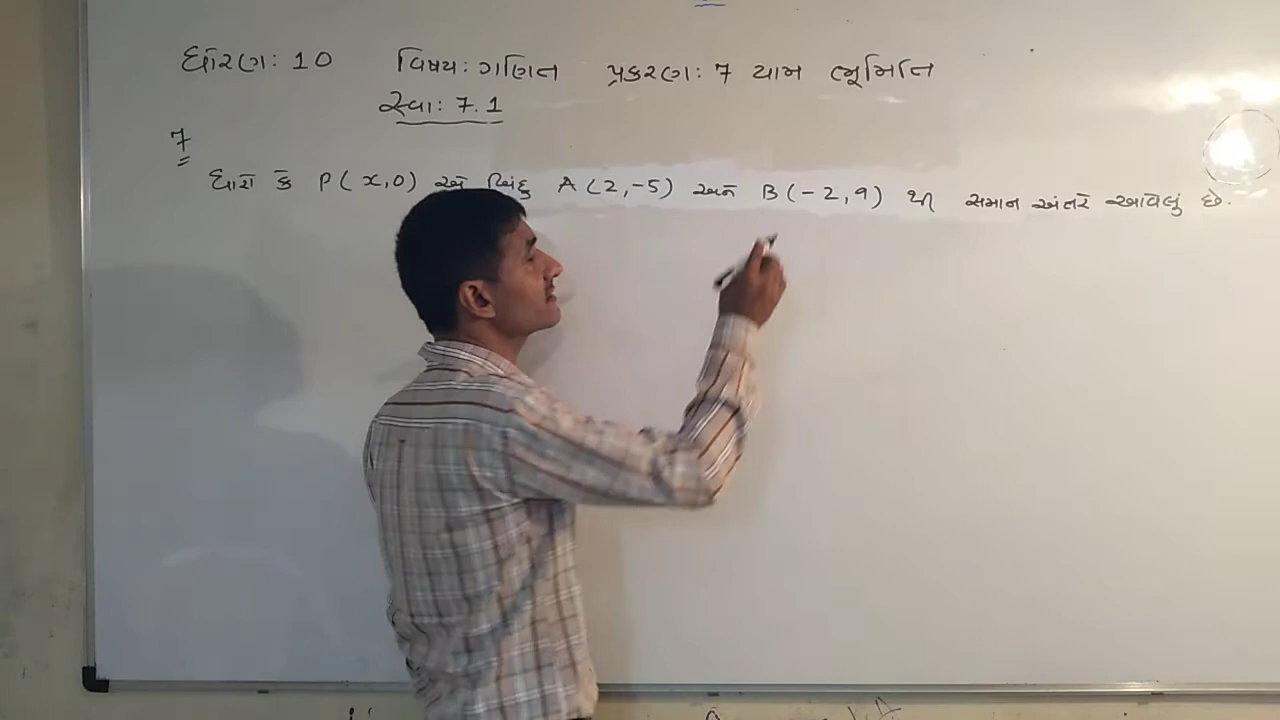 ધોરણ: 10 વિષય: ગણિત પ્રકરણ: 7 યામ ભૂમિતિ
સ્વા: 7.1
7
ધારો કે P(x,0) એ બિંદુ A(2,-5) અને B(-2,9) થી સમાન અંતરે આવેલું છે.